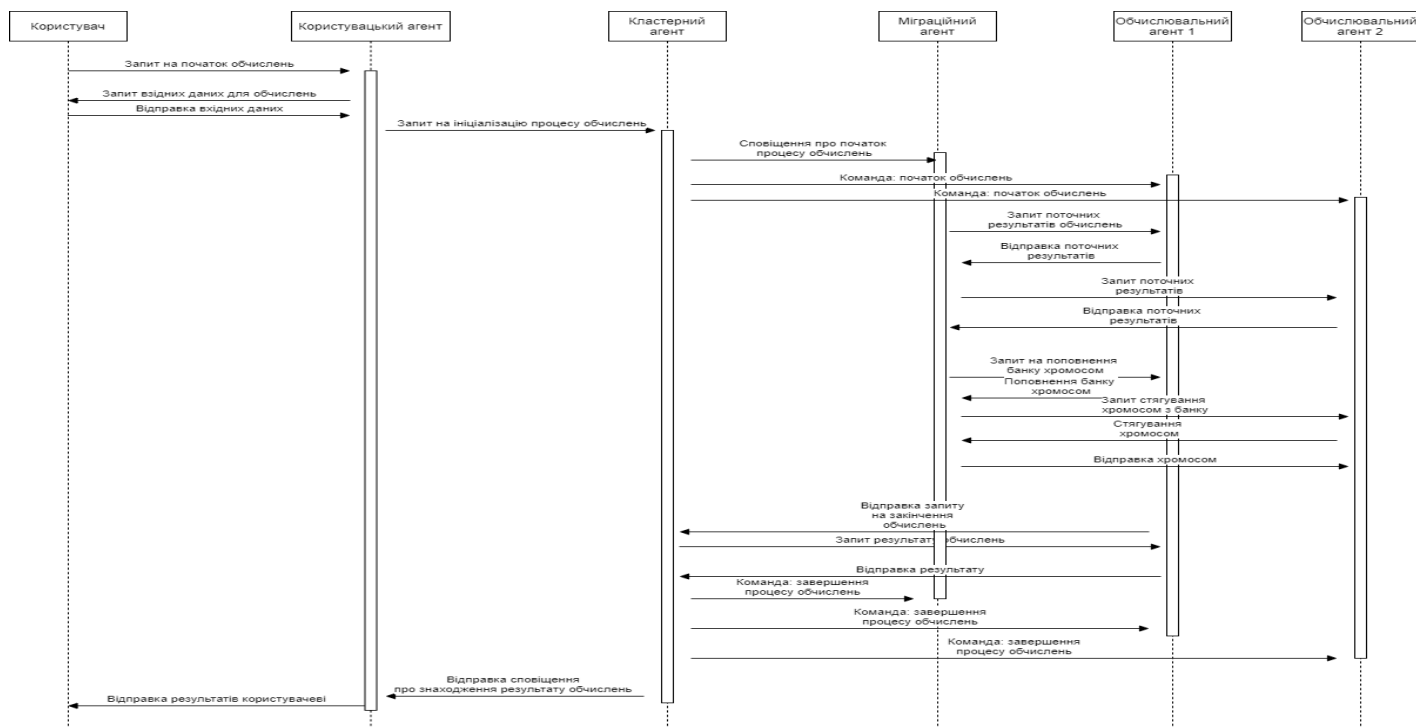 Користувач
Користувацький агент
Кластерний
агент
Міграційний
агент
Обчислювальний
агент 1
Обчислювальний
агент 2
Запит на початок обчислень
Запит взідних даних для обчислень
Відправка вхідних даних
Запит на ініціалізацію процесу обчислень
Сповіщення про початок
процесу обчислень
Команда: початок обчислень
Команда: початок обчислень
Запит поточних
результатів обчислень
Відправка поточних
результатів
Запит поточних
результатів
Відправка поточних
результатів
Запит на поповнення
банку хромосом
Поповнення банку
хромосом
Запит стягування
хромосом з банку
Стягування
хромосом
Відправка хромосом
Відправка запиту
на закінчення
обчислень
Запит результату обчислень
Відправка результату
Команда: завершення
процесу обчислень
Команда: завершення
процесу обчислень
Команда: завершення
процесу обчислень
Відправка сповіщення
про знаходження результату обчислень
Відправка результатів користувачеві